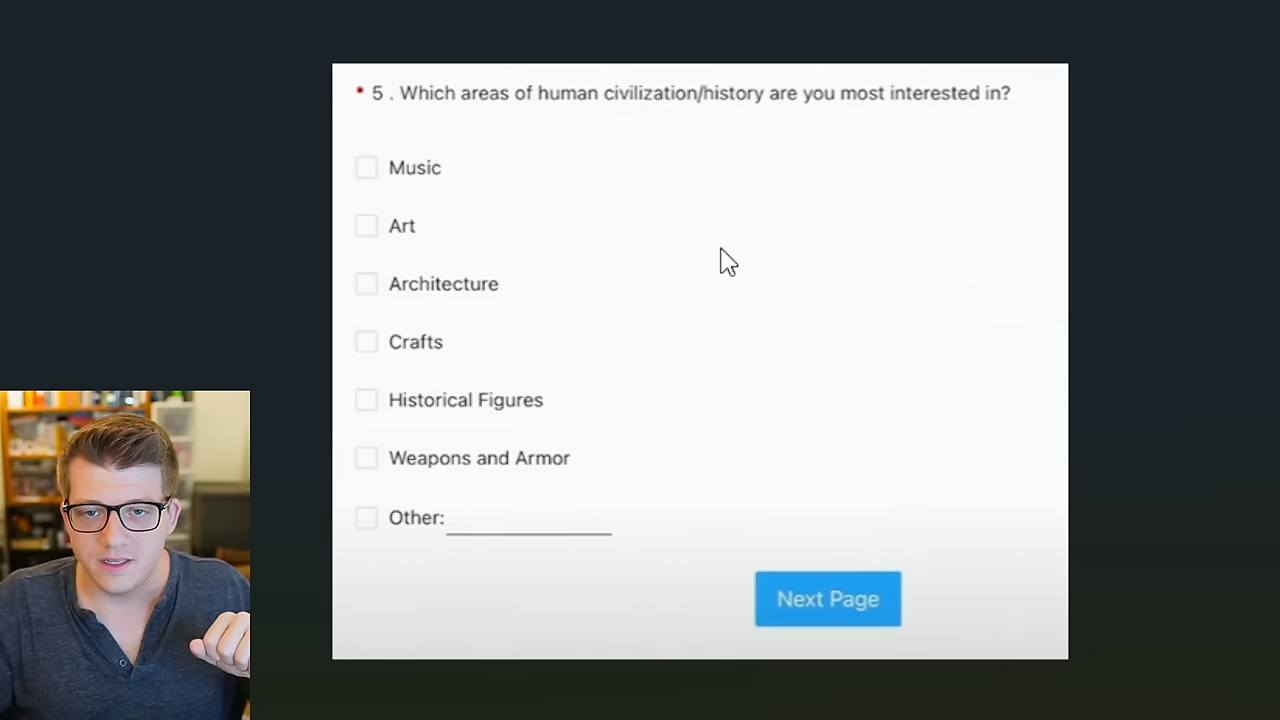 * 5 . Which areas of human civilization/history are you most interested in?
Music
Art
Architecture
Crafts
Historical Figures
Weapons and Armor
Other:
Next Page